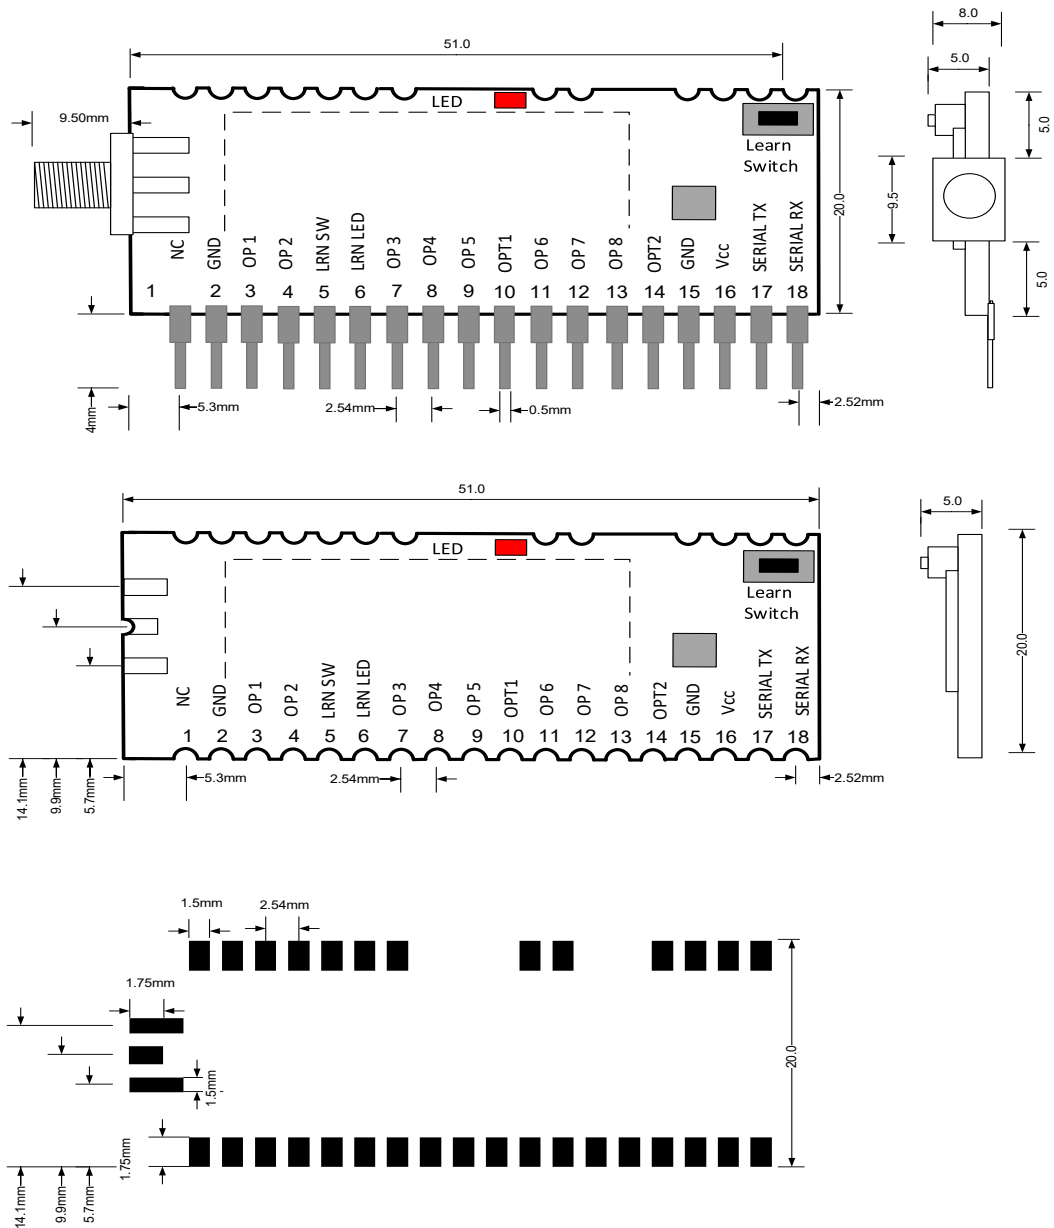 51.0
8.0
5.0
9.50mm
LED
Learn
Switch
5.0
9.5
20.0
5.0
NC
GND
OP 1
OP 2
LRN SW
LRN LED
OP 3
OP4
OP 5
OPT1
OP 6
OP 7
OP 8
OPT2
GND
Vcc
SERIAL TX
SERIAL RX
1 2 3 4 5 6 7 8 9 10 11 12 13 14 15 16 17 18
4mm
5.3mm
2.54mm
0.5mm
2.52mm
51.0
5.0
LED
Learn
Switch
20.0
NC
GND
OP 1
OP 2
LRN SW
LRN LED
OP 3
OP4
OP 5
OPT1
OP 6
OP 7
OP 8
OPT2
GND
Vcc
SERIAL TX
SERIAL RX
1 2 3 4 5 6 7 8 9 10 11 12 13 14 15 16 17 18
14.1mm
9.9mm
5.7mm
5.3mm
2.54mm
2.52mm
1.5mm
2.54mm
1.75mm
20.0
1.5mm
1.75mm
14.1mm
9.9mm
5.7mm